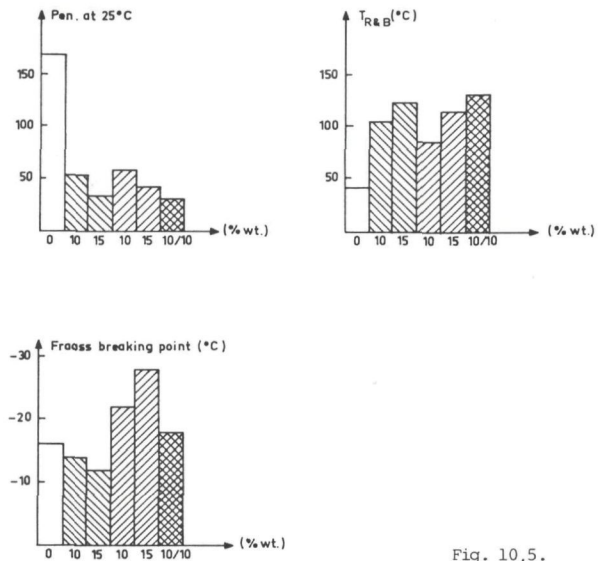 Pen. at 25°C
150
100
50
0 10 15 10 15 10/10 (% wt.)
T R&B (°C)
150
100
50
0 10 15 10 15 10/10 (% wt.)
Fraass breaking point (°C)
-30
-20
-10
0 10 15 10 15 10/10 (% wt.)
Fig. 10.5.